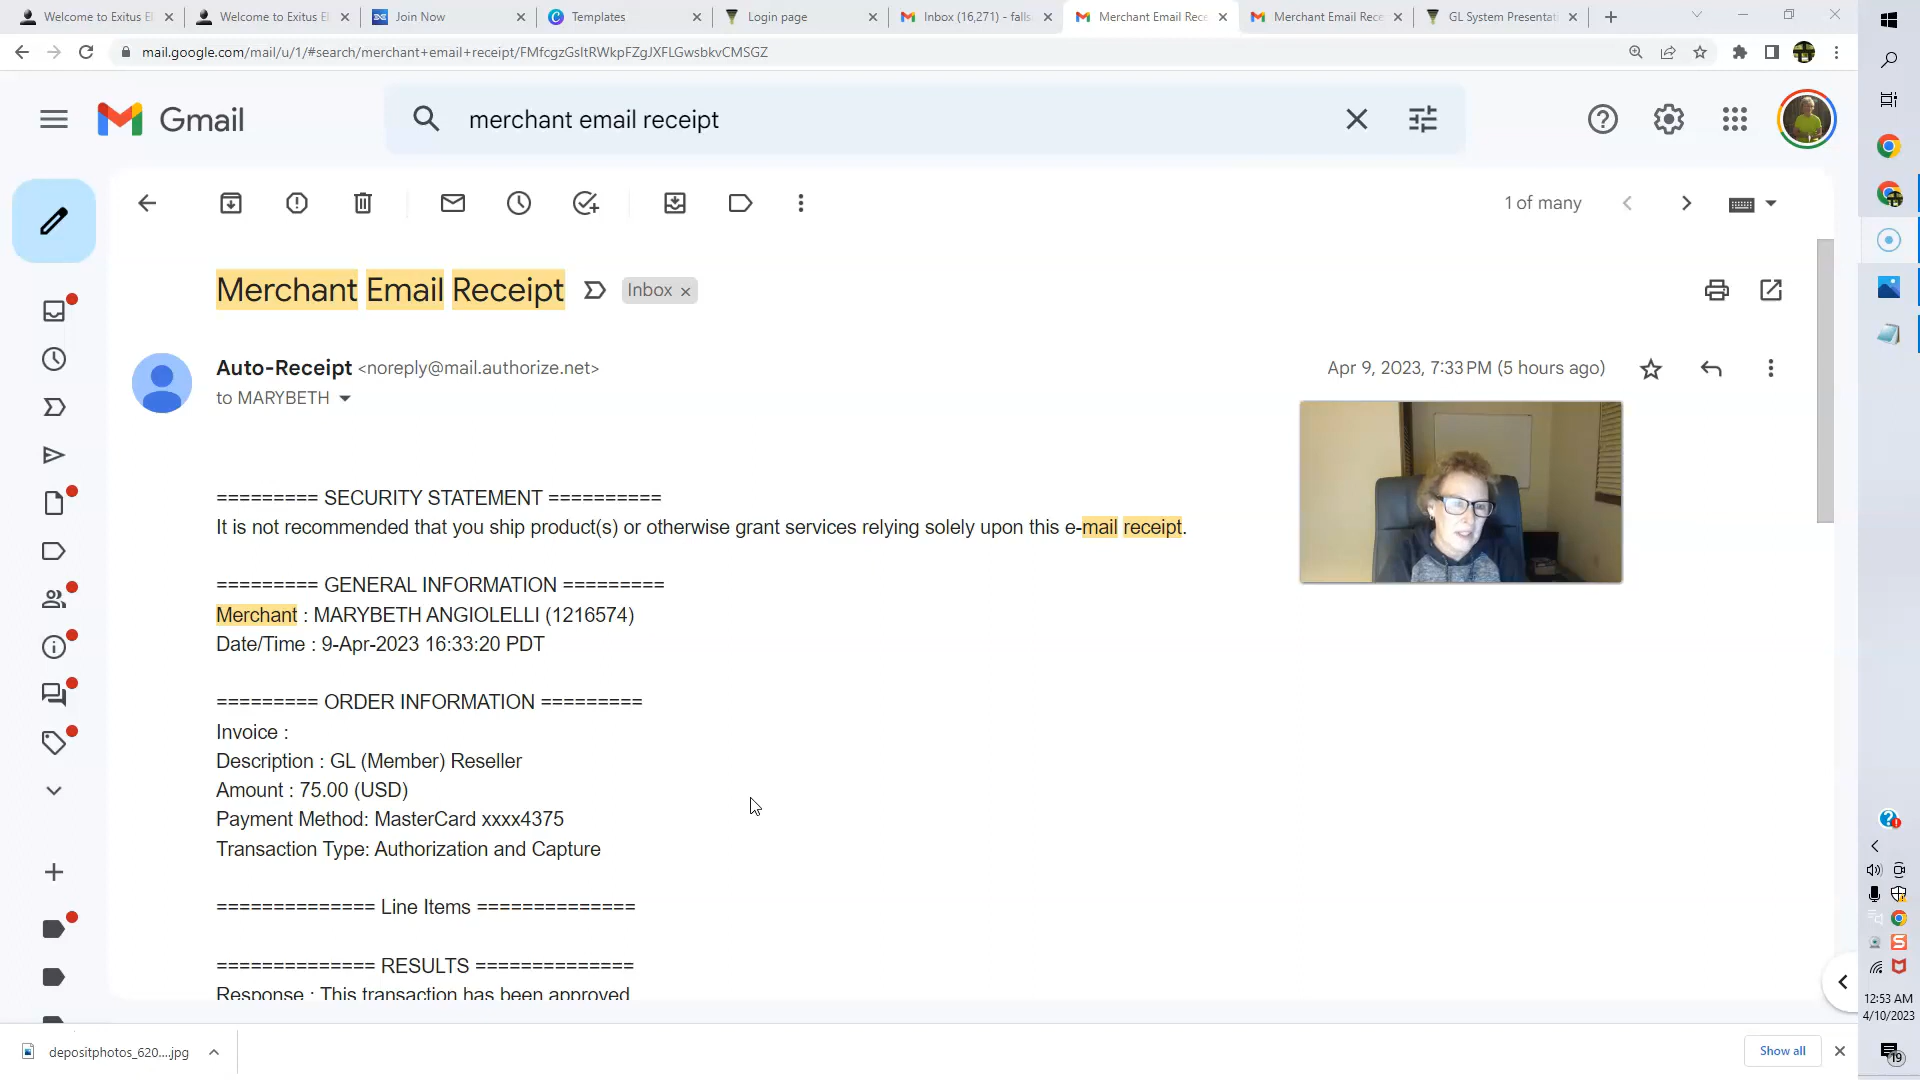 Welcome to Exitus El
Welcome to Exitus El
Join Now
Templates
Login page
Inbox (16,271) - falls
Merchant Email Rece
Merchant Email Rece
GL System Presentat
mail.google.com/mail/u/1/#search/merchant+email+receipt/FMfcgzGsltRWkpFZgJXFLGwsbkvCMSGZ
Gmail
merchant email receipt
1 of many
Merchant Email Receipt
Inbox
Auto-Receipt <noreply@mail.authorize.net>
Apr 9, 2023, 7:33 PM (5 hours ago)
to MARYBETH
========= SECURITY STATEMENT ==========
It is not recommended that you ship product(s) or otherwise grant services relying solely upon this e-mail receipt.
========= GENERAL INFORMATION =========
Merchant : MARYBETH ANGIOLELLI (1216574)
Date/Time : 9-Apr-2023 16:33:20 PDT
========= ORDER INFORMATION =========
Invoice :
Description : GL (Member) Reseller
Amount : 75.00 (USD)
Payment Method: MasterCard xxxx4375
Transaction Type: Authorization and Capture
============== Line Items ==============
============== RESULTS ==============
Response : This transaction has been approved
12:53 AM
4/10/2023
depositphotos_620....jpg
Show all
19